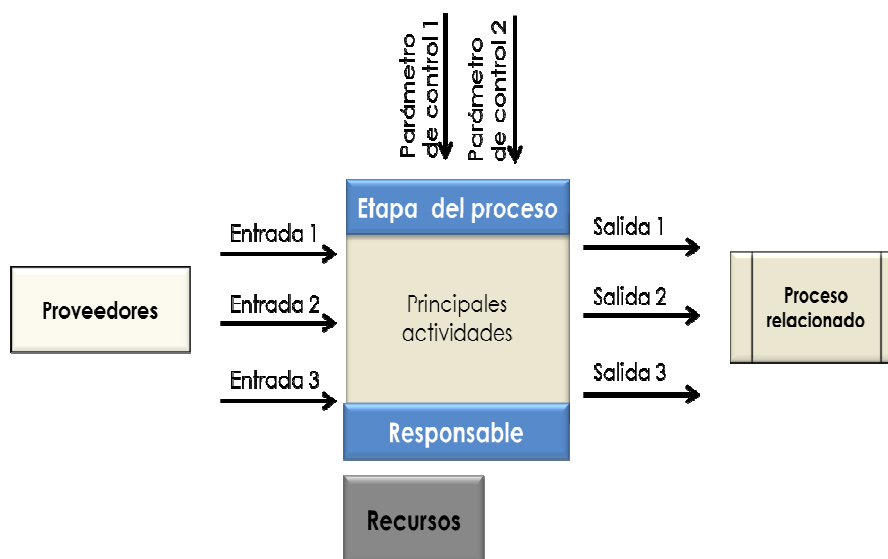 Parámetro
de control 1
Parámetro
de control 2
Etapa del proceso
Entrada 1
Entrada 2
Entrada 3
Proveedores
Principales
actividades
Salida 1
Salida 2
Salida 3
Proceso
relacionado
Responsable
Recursos